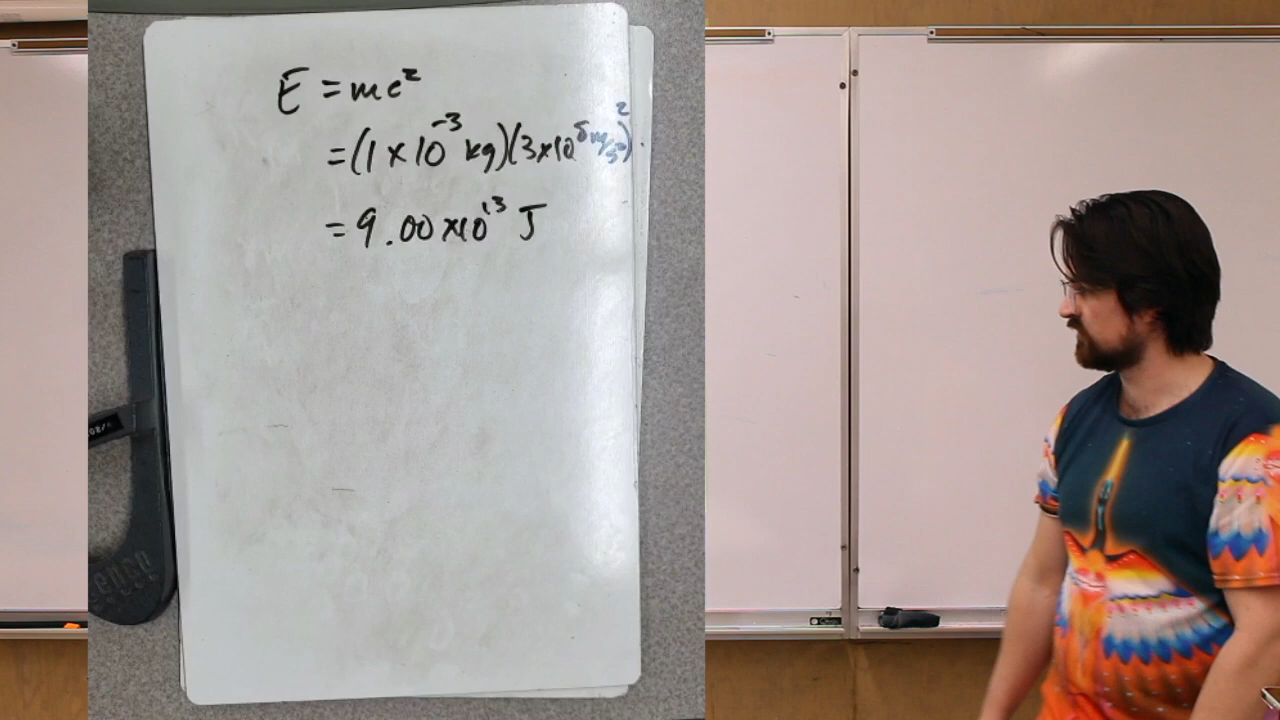 E = mc²
= (1 × 10⁻³ kg)(3×10⁸ m/s)²
= 9.00 ×10¹³ J